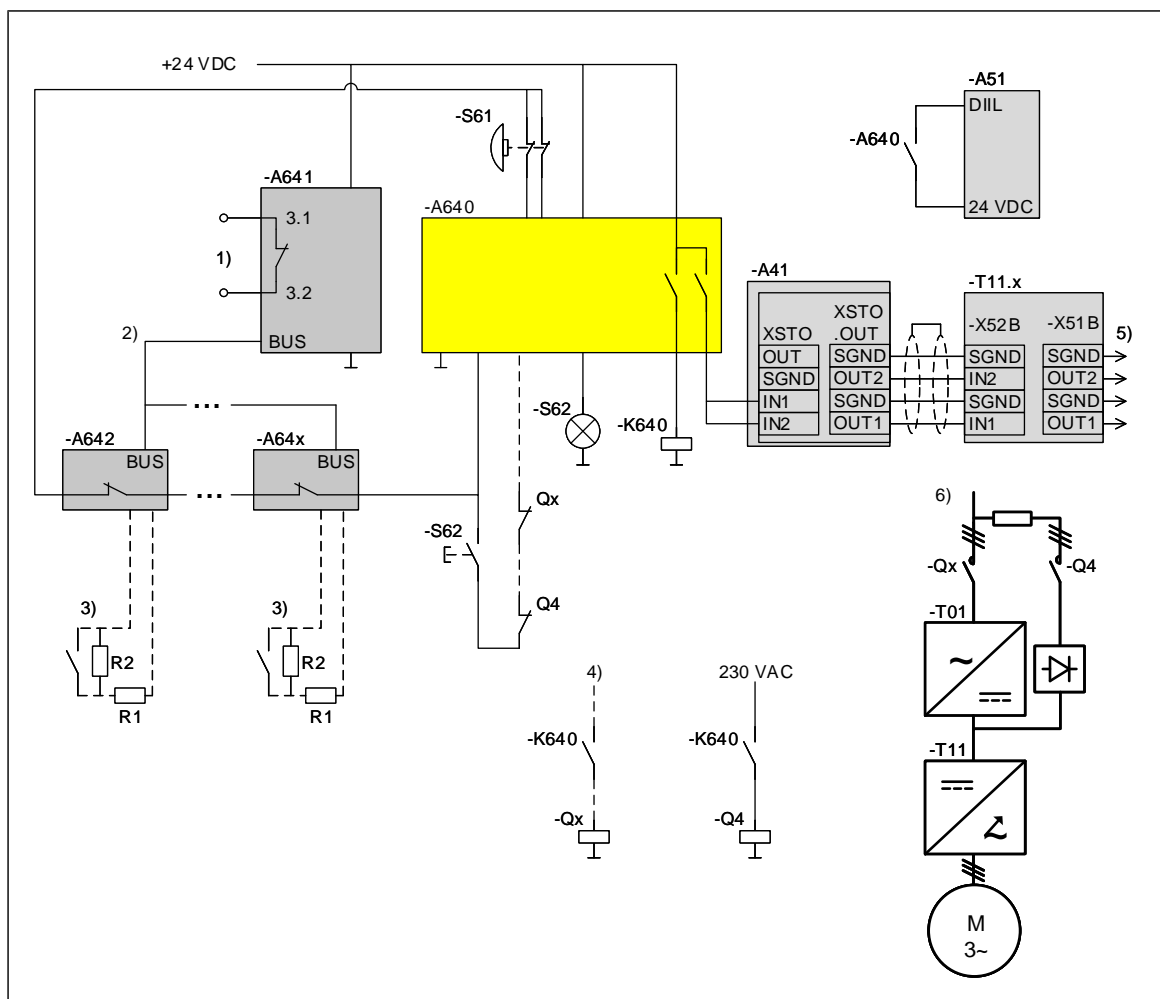 +24 VDC
-A51
DIIL
-S61
-A640
24 VDC
-A641
3.1
1)
3.2
BUS
-A640
-A41
XSTO
OUT
SGND
IN1
IN2
XSTO
.OUT
SGND
OUT2
SGND
OUT1
-T11.x
-X52B
SGND
IN2
SGND
IN1
-X51B
SGND
OUT2
SGND
OUT1
5)
2)
...
-S62
-K640
-A642
BUS
...
-A64x
BUS
Qx
-S62
Q4
3)
R2
R1
3)
R2
R1
6)
-Qx
-Q4
-T01
~
4)
-K640
-Qx
230 VAC
-K640
-Q4
-T11
M
3~